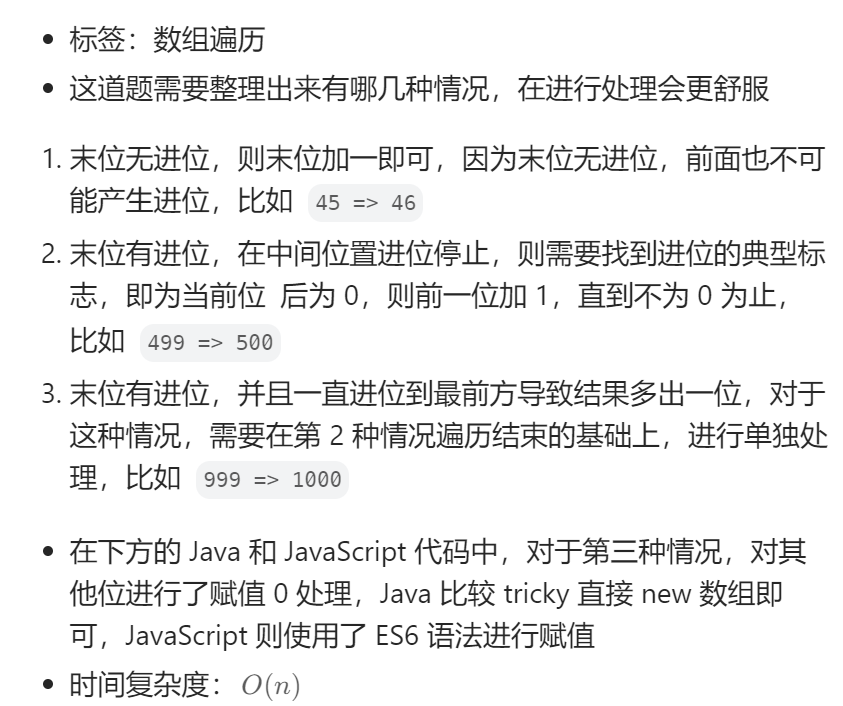 • 标签：数组遍历
• 这道题需要整理出来有哪几种情况，在进行处理会更舒服
1. 末位无进位，则末位加一即可，因为末位无进位，前面也不可
能产生进位，比如 45 => 46
2. 末位有进位，在中间位置进位停止，则需要找到进位的典型标
志，即为当前位 后为 0，则前一位加 1，直到不为 0 为止，
比如 499 => 500
3. 末位有进位，并且一直进位到最前方导致结果多出一位，对于
这种情况，需要在第 2 种情况遍历结束的基础上，进行单独处
理，比如 999 => 1000
• 在下方的 Java 和 JavaScript 代码中，对于第三种情况，对其
他位进行了赋值 0 处理，Java 比较 tricky 直接 new 数组即
可，JavaScript 则使用了 ES6 语法进行赋值
• 时间复杂度：O(n)